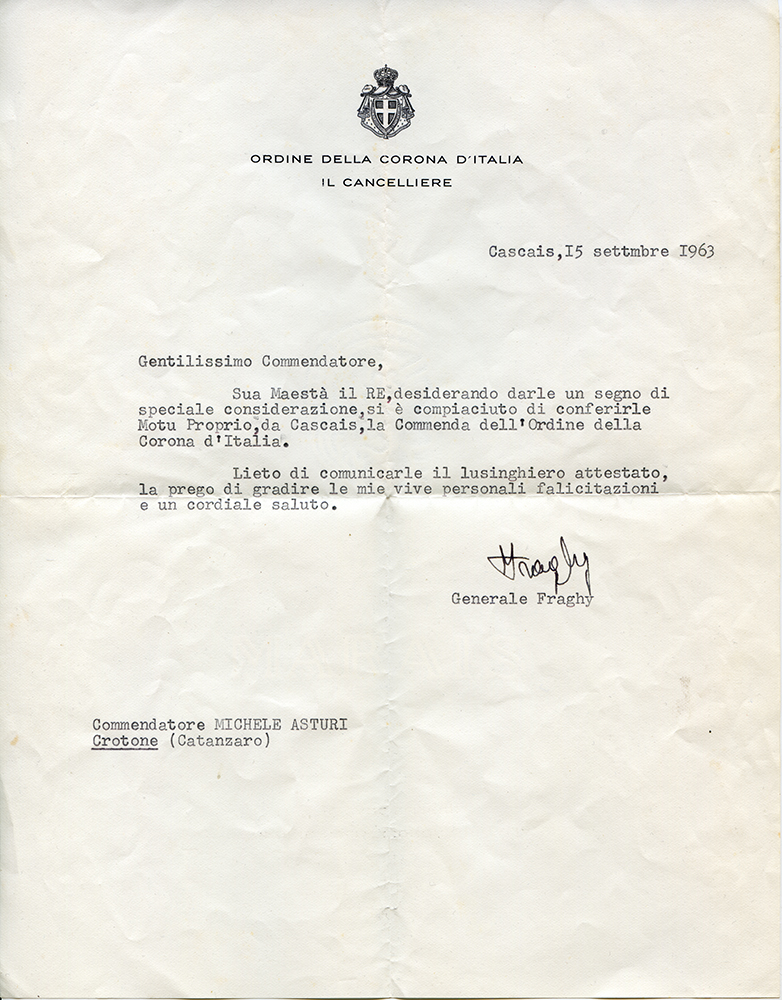 ORDINE DELLA CORONA D'ITALIA
IL CANCELLIERE
Cascais,I5 settmbre I963
Gentilissimo Commendatore,
Sua Maestà il RE,desiderando darle un segno di
speciale considerazione,si è compiaciuto di conferirle
Motu Proprio,da Cascais,la Commenda dell'Ordine della
Corona d'Italia.
Lieto di comunicarle il lusinghiero attestato,
la prego di gradire le mie vive personali falicitazioni
e un cordiale saluto.
Fraghy
Generale Fraghy
Commendatore MICHELE ASTURI
Crotone (Catanzaro)